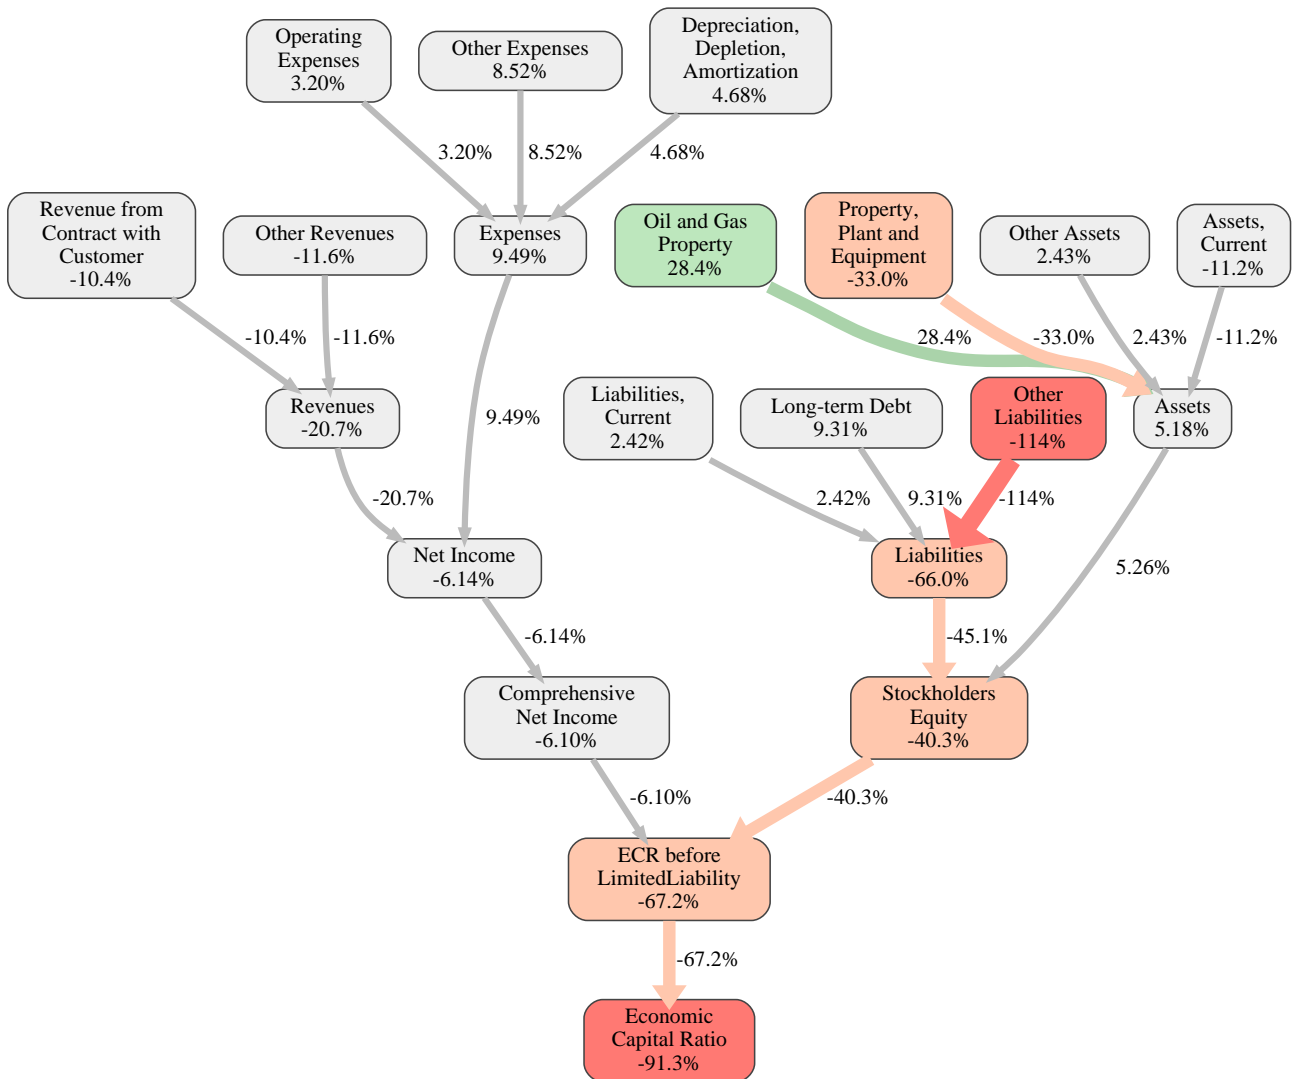 Operating
Expenses
3.20%
Other Expenses
8.52%
Depreciation,
Depletion,
Amortization
4.68%
3.20%
8.52%
4.68%
Revenue from
Contract with
Customer
-10.4%
Other Revenues
-11.6%
Expenses
9.49%
Oil and Gas
Property
28.4%
Property,
Plant and
Equipment
-33.0%
Other Assets
2.43%
Assets,
Current
-11.2%
-10.4%
-11.6%
28.4%
-33.0%
2.43%
-11.2%
Revenues
-20.7%
9.49%
Liabilities,
Current
2.42%
Long-term Debt
9.31%
Other
Liabilities
-114%
Assets
5.18%
-20.7%
2.42%
9.31%
-114%
Net Income
-6.14%
Liabilities
-66.0%
5.26%
-6.14%
-45.1%
Comprehensive
Net Income
-6.10%
Stockholders
Equity
-40.3%
-6.10%
-40.3%
ECR before
LimitedLiability
-67.2%
-67.2%
Economic
Capital Ratio
-91.3%